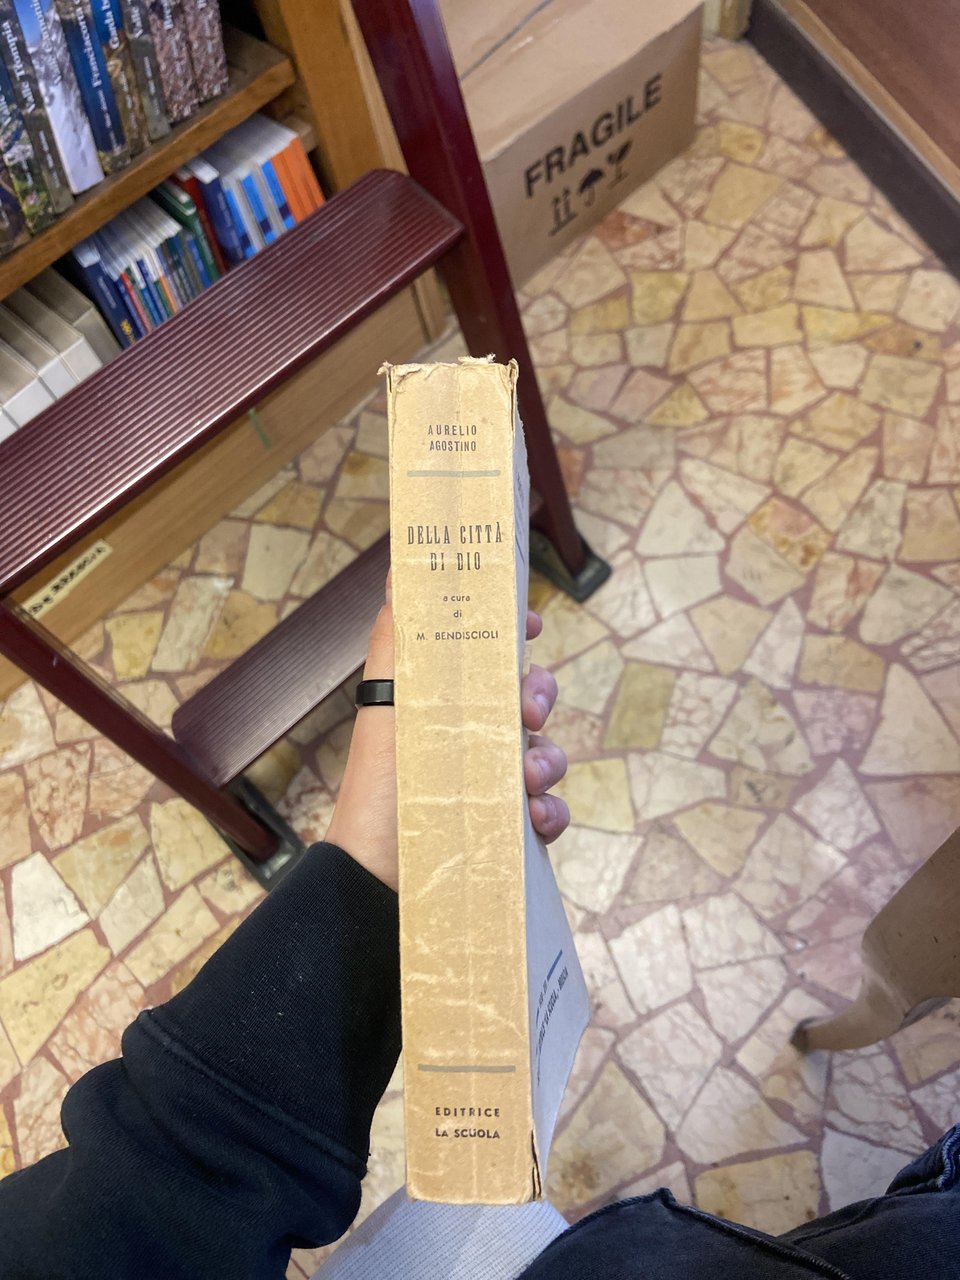 FRAGILE
AURELIO
AGOSTINO
DELLA CITTÀ
DI DIO
a cura
di
M. BENDISCIOLI
EDITRICE
LA SCUOLA